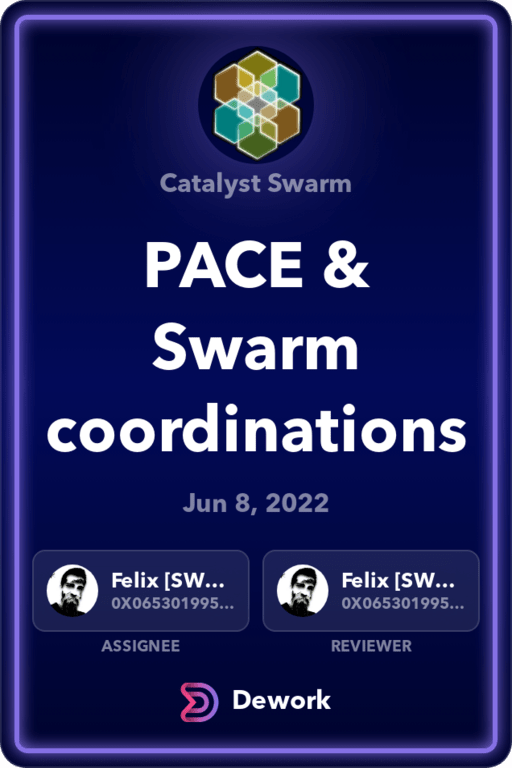 Catalyst Swarm
PACE &
Swarm
coordinations
Jun 8, 2022
Felix [SW...
0X065301995...
ASSIGNEE
Felix [SW...
0X065301995...
REVIEWER
Dework